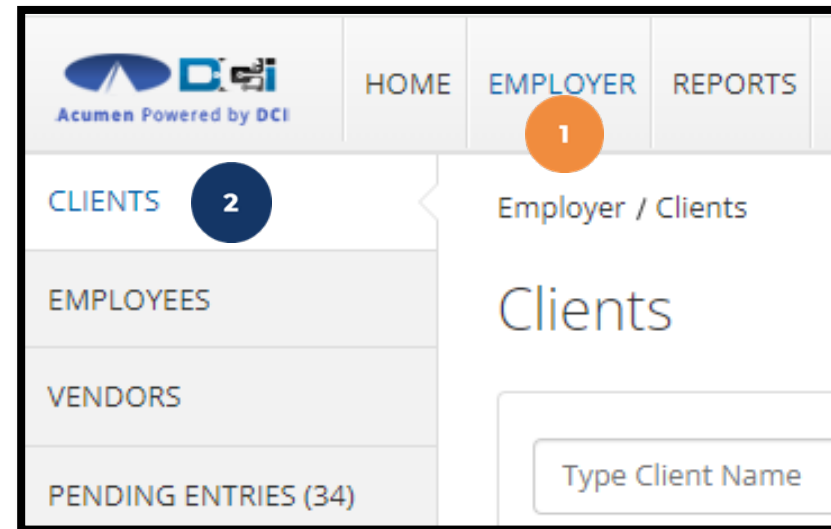 DCI
Acumen Powered by DCI
HOME
EMPLOYER
REPORTS
1
CLIENTS
2
Employer / Clients
EMPLOYEES
Clients
VENDORS
Type Client Name
PENDING ENTRIES (34)